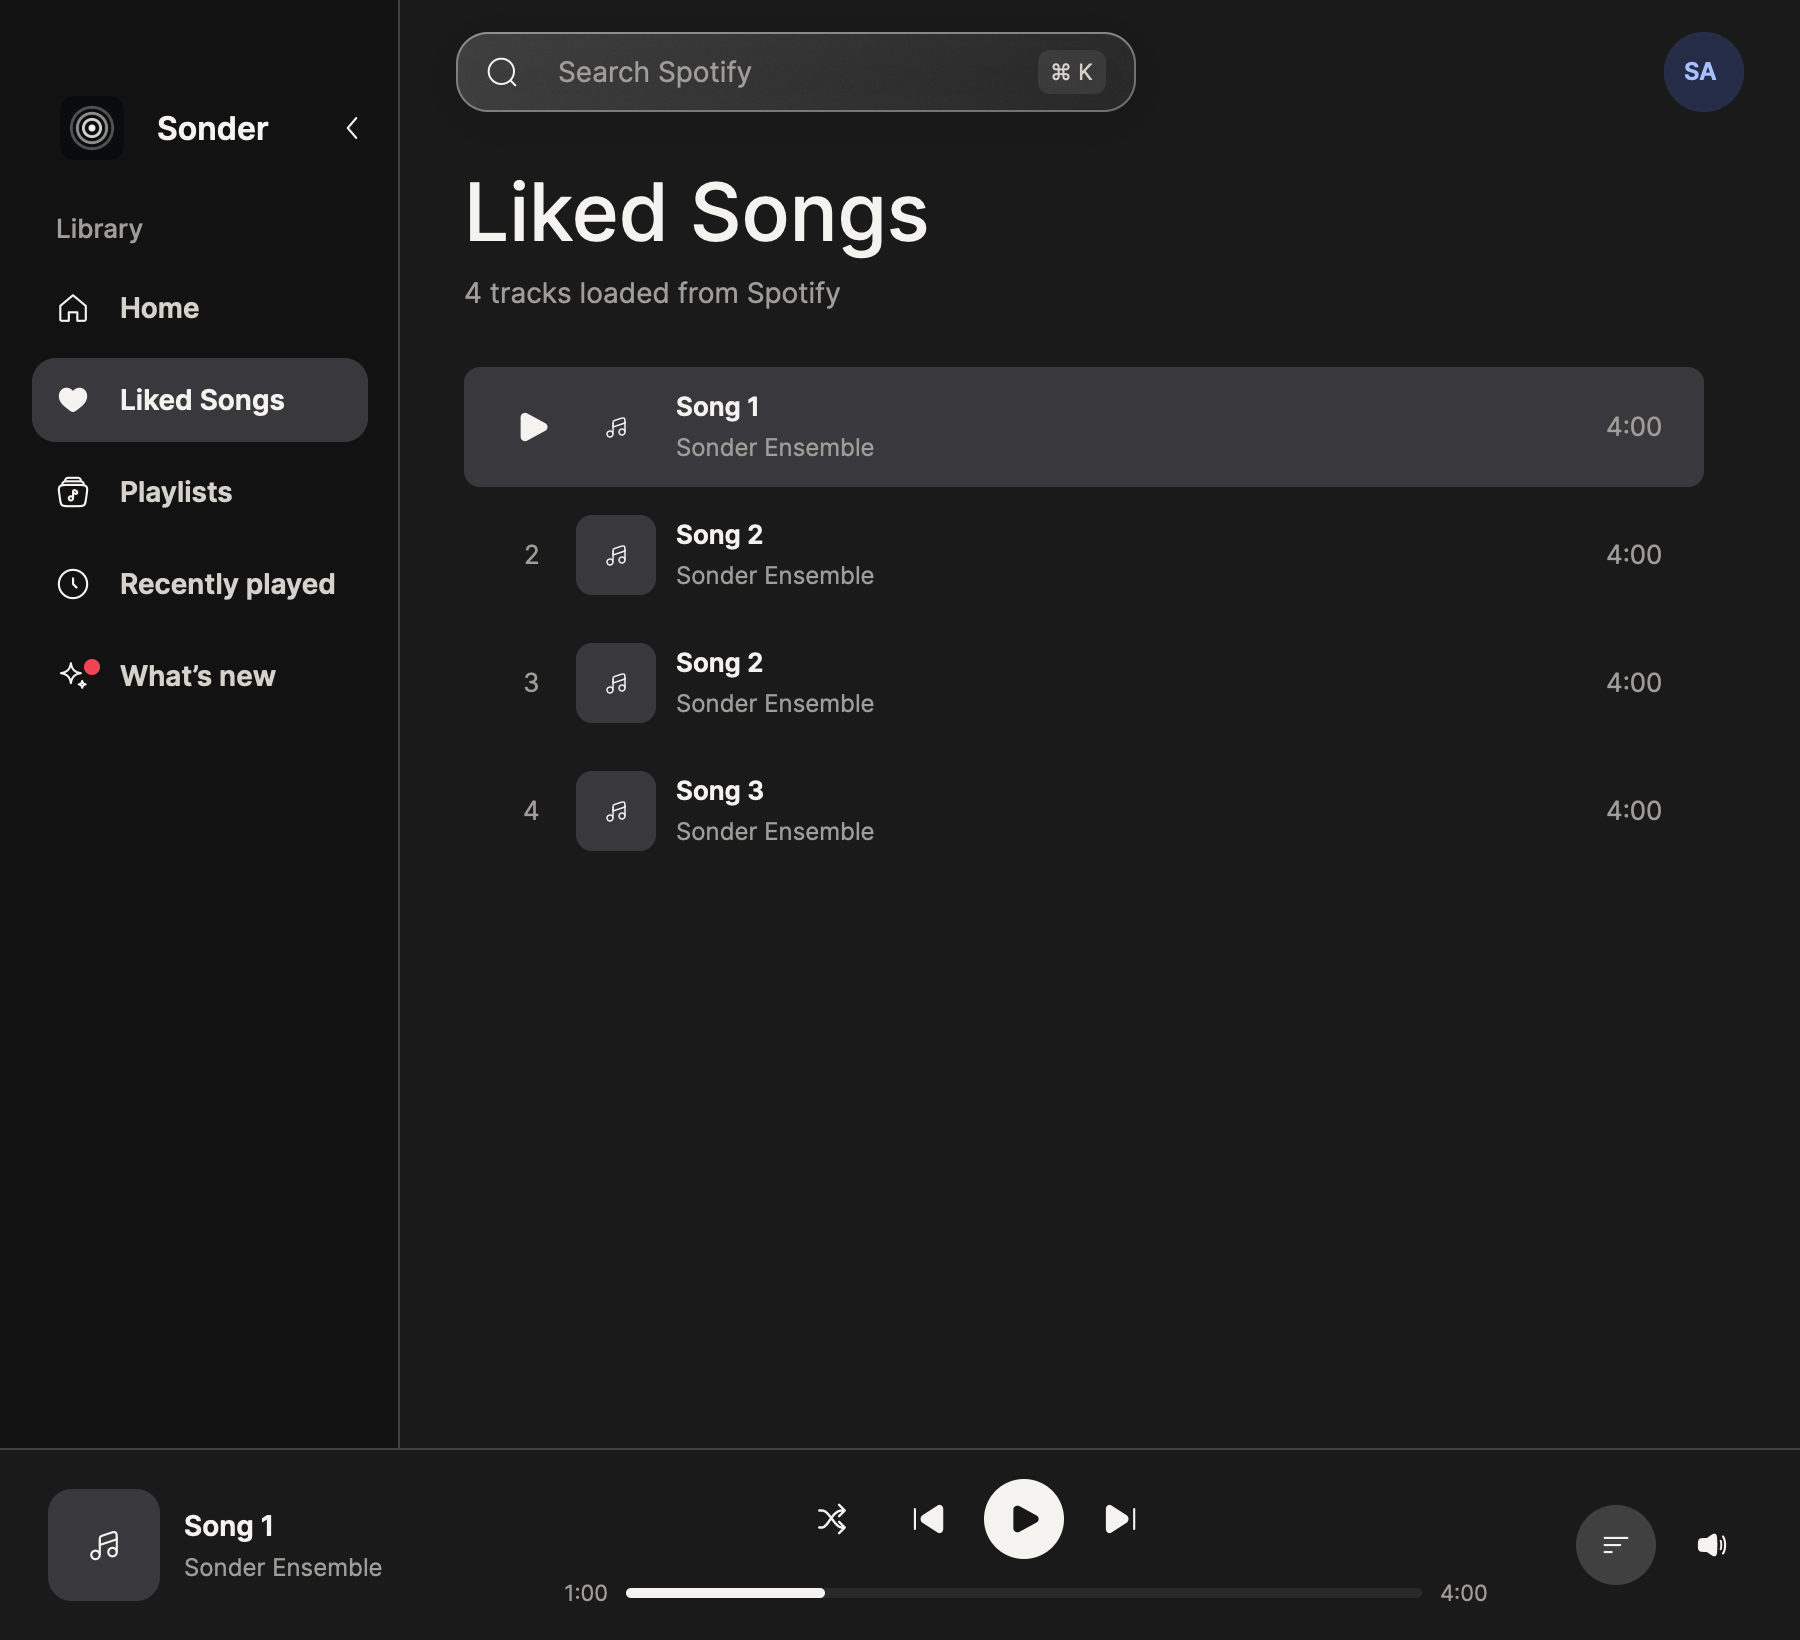 Sonder
Library
Home
Liked Songs
Playlists
Recently played
What’s new
Search Spotify
⌘ K
SA
Liked Songs
4 tracks loaded from Spotify
Song 1
Sonder Ensemble
4:00
2
Song 2
Sonder Ensemble
4:00
3
Song 2
Sonder Ensemble
4:00
4
Song 3
Sonder Ensemble
4:00
Song 1
Sonder Ensemble
1:00
4:00